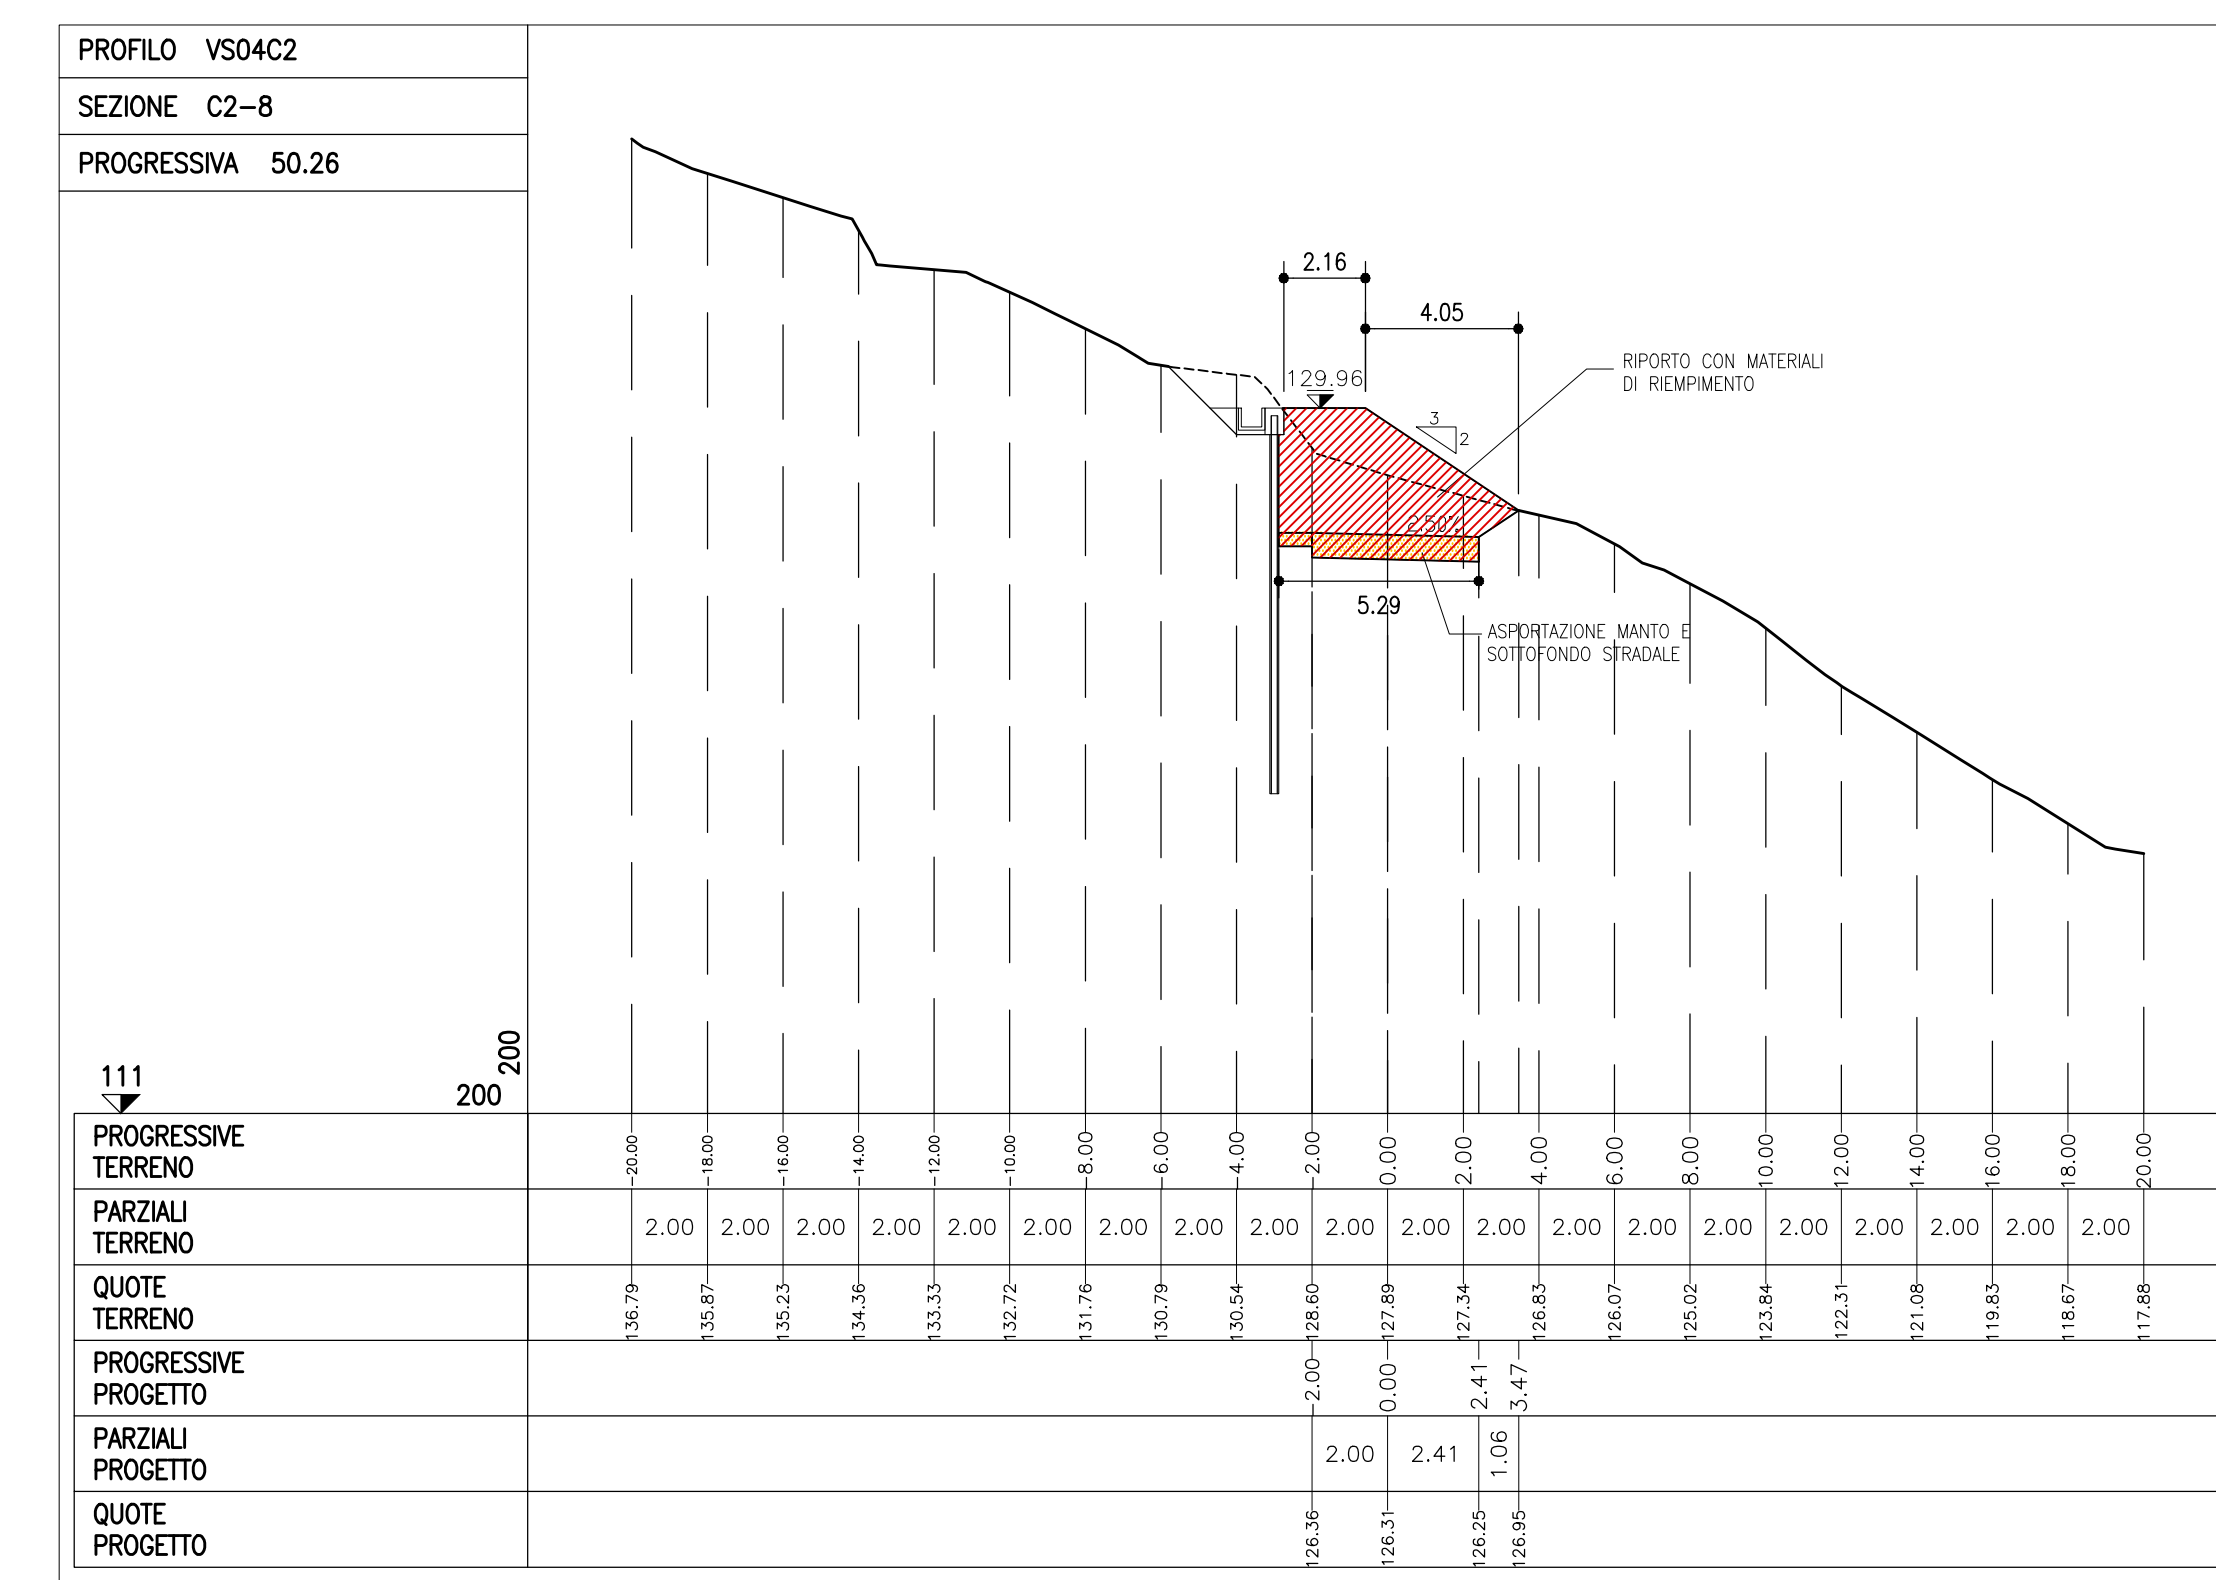 PROFILO VS04C2
SEZIONE C2-8
PROGRESSIVA 50.26
2.16
4.05
129.96
RIPORTO CON MATERIALI
DI RIEMPIMENTO
3
2
2.50%
5.29
ASPORTAZIONE MANTO E
SOTTOFONDO STRADALE
200
111
200
PROGRESSIVE
TERRENO
-20.00 -18.00 -16.00 -14.00 -12.00 -10.00 -8.00 -6.00 -4.00 -2.00 0.00 2.00 4.00 6.00 8.00 10.00 12.00 14.00 16.00 18.00 20.00
PARZIALI
TERRENO
2.00 2.00 2.00 2.00 2.00 2.00 2.00 2.00 2.00 2.00 2.00 2.00 2.00 2.00 2.00 2.00 2.00 2.00 2.00 2.00
QUOTE
TERRENO
136.79 135.87 135.23 134.36 133.33 132.72 131.76 130.79 130.54 128.60 127.89 127.34 126.83 126.07 125.02 123.84 122.31 121.08 119.83 118.67 117.88
PROGRESSIVE
PROGETTO
-2.00 0.00 2.41 3.47
PARZIALI
PROGETTO
2.00 2.41 1.06
QUOTE
PROGETTO
126.36 126.31 126.25 126.95